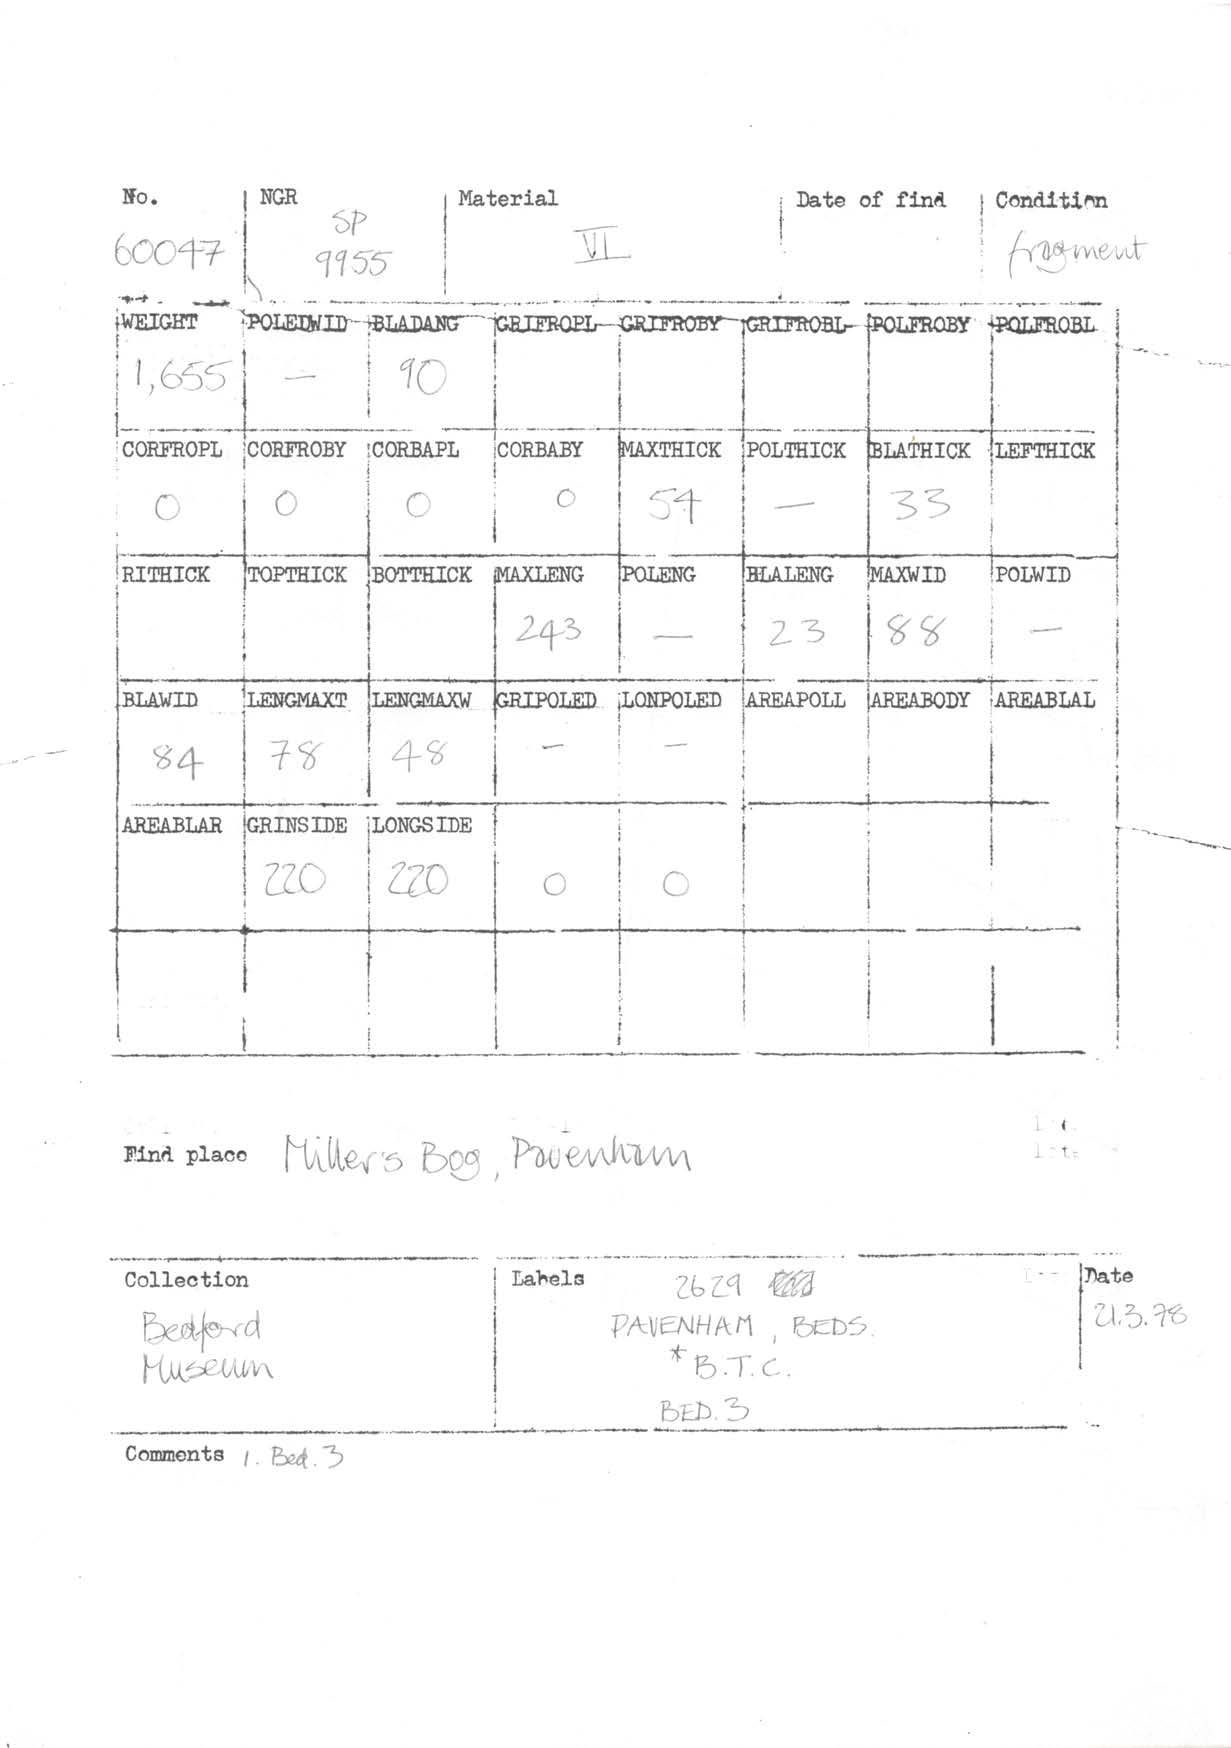 No. NGR Material Date of find Condition
60047 SP 9955 VI fragment
WEIGHT POLEDWID BLADANG GRIFROPL GRIFROBY GRIFROBL POLFROBY POLFROBL
1,655 — 90
CORFROPL CORFROBY CORBAPL CORBABY MAXTHICK POLTHICK BLATHICK LEFTHICK
0 0 0 0 54 — 33
RITHICK TOPTHICK BOTTHICK MAXLENG POLENG BLALENG MAXWID POLWID
243 — 23 88 —
BLAWID LENGMAXT LENGMAXW GRIPOLED LONPOLED AREAPOLL AREABODY AREABLAL
84 78 48 — —
AREABLAR GRINSIDE LONGSIDE
220 220 0 0
Find place Miller's Bog, Pavenham
Collection Labels Date
2629
Bedford PAVENHAM, BEDS. 21.3.78
Museum *B.T.C.
BED.3
Comments 1. Bed.3